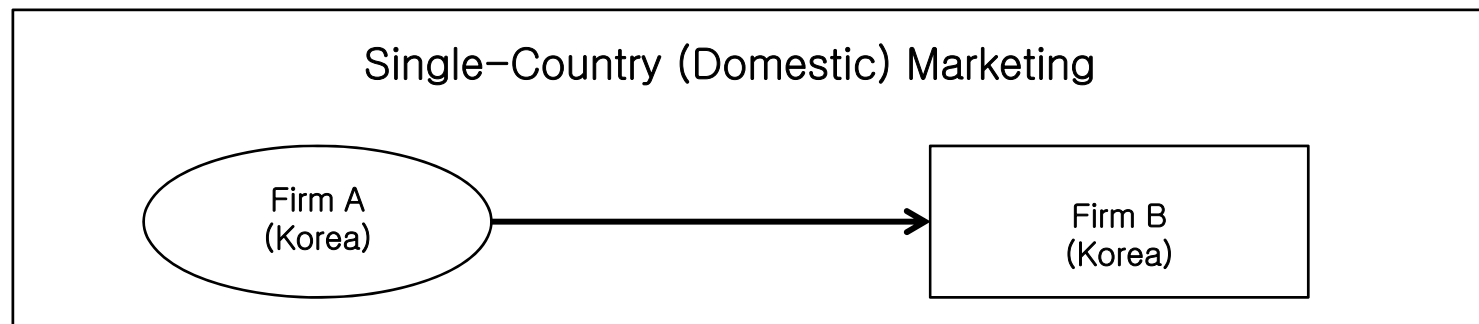 Single-Country (Domestic) Marketing
Firm A
(Korea)
Firm B
(Korea)